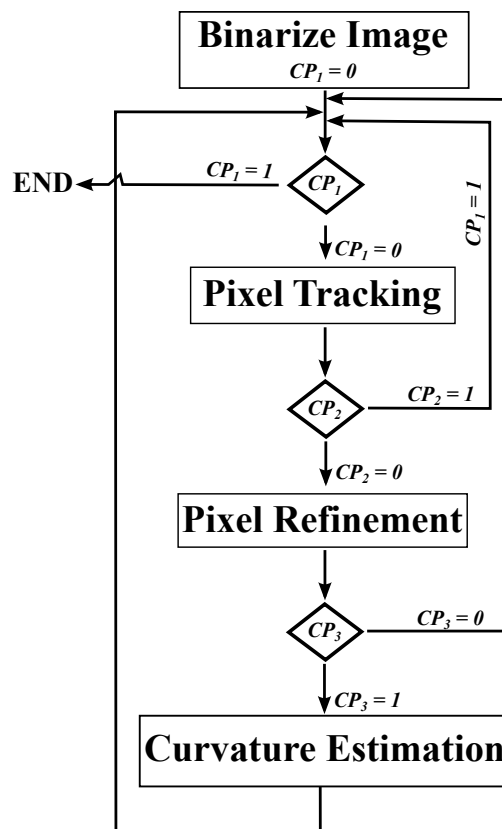 Binarize Image
CP₁ = 0
CP₁ = 1
END
CP₁
CP₁ = 1
CP₁ = 0
Pixel Tracking
CP₂
CP₂ = 1
CP₂ = 0
Pixel Refinement
CP₃
CP₃ = 0
CP₃ = 1
Curvature Estimation